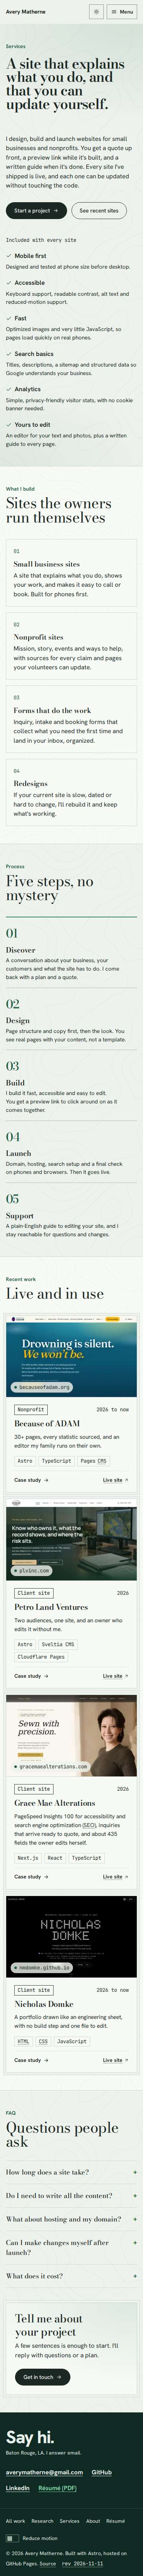 Avery Matherne
Menu
Services
A site that explains
what you do, and
that you can
update yourself.
I design, build and launch websites for small
businesses and nonprofits. You get a quote up
front, a preview link while it's built, and a
written guide when it's done. Every site I've
shipped is live, and each one can be updated
without touching the code.
Start a project →
See recent sites
Included with every site
Mobile first
Designed and tested at phone size before desktop.
Accessible
Keyboard support, readable contrast, alt text and
reduced-motion support.
Fast
Optimized images and very little JavaScript, so
pages load quickly on real phones.
Search basics
Titles, descriptions, a sitemap and structured data so
Google understands your business.
Analytics
Simple, privacy-friendly visitor stats, with no cookie
banner needed.
Yours to edit
An editor for your text and photos, plus a written
guide to every page.
What I build
Sites the owners
run themselves
01
Small business sites
A site that explains what you do, shows
your work, and makes it easy to call or
book. Built for phones first.
02
Nonprofit sites
Mission, story, events and ways to help,
with sources for every claim and pages
your volunteers can update.
03
Forms that do the work
Inquiry, intake and booking forms that
collect what you need the first time and
land in your inbox, organized.
04
Redesigns
If your current site is slow, dated or
hard to change, I'll rebuild it and keep
what's working.
Process
Five steps, no
mystery
01
Discover
A conversation about your business, your
customers and what the site has to do. I come
back with a plan and a quote.
02
Design
Page structure and copy first, then the look. You
see real pages with your content, not a template.
03
Build
I build it fast, accessible and easy to edit.
You get a preview link to click around on as it
comes together.
04
Launch
Domain, hosting, search setup and a final check
on phones and browsers. Then it goes live.
05
Support
A plain-English guide to editing your site, and I
stay reachable for questions and changes.
Recent work
Live and in use
Drowning is silent.
We won't be.
becauseofadam.org
Nonprofit
2026 to now
Because of ADAM
30+ pages, every statistic sourced, and an
editor my family runs on their own.
Astro
TypeScript
Pages CMS
Case study →
Live site ↗
Know who owns it, what the
record shows, and where the
risk sits.
plvinc.com
Client site
2026
Petro Land Ventures
Two audiences, one site, and an owner who
edits it without me.
Astro
Sveltia CMS
Cloudflare Pages
Case study →
Live site ↗
Sewn with
precision.
gracemaealterations.com
Client site
2026
Grace Mae Alterations
PageSpeed Insights 100 for accessibility and
search engine optimization (SEO), inquiries
that arrive ready to quote, and about 435
fields the owner edits herself.
Next.js
React
TypeScript
Case study →
Live site ↗
NICHOLAS
DOMKE
nmdomke.github.io
Client site
2026 to now
Nicholas Domke
A portfolio drawn like an engineering sheet,
with no build step and one file to edit.
HTML
CSS
JavaScript
Case study →
Live site ↗
FAQ
Questions people
ask
How long does a site take? +
Do I need to write all the content? +
What about hosting and my domain? +
Can I make changes myself after
launch? +
What does it cost? +
Tell me about
your project
A few sentences is enough to start. I'll
reply with questions or a plan.
Get in touch →
Say hi.
Baton Rouge, LA. I answer email.
averymatherne@gmail.com
GitHub
LinkedIn
Résumé (PDF)
All work
Research
Services
About
Résumé
Reduce motion
© 2026 Avery Matherne. Built with Astro, hosted on
GitHub Pages. Source
rev 2026-11-11